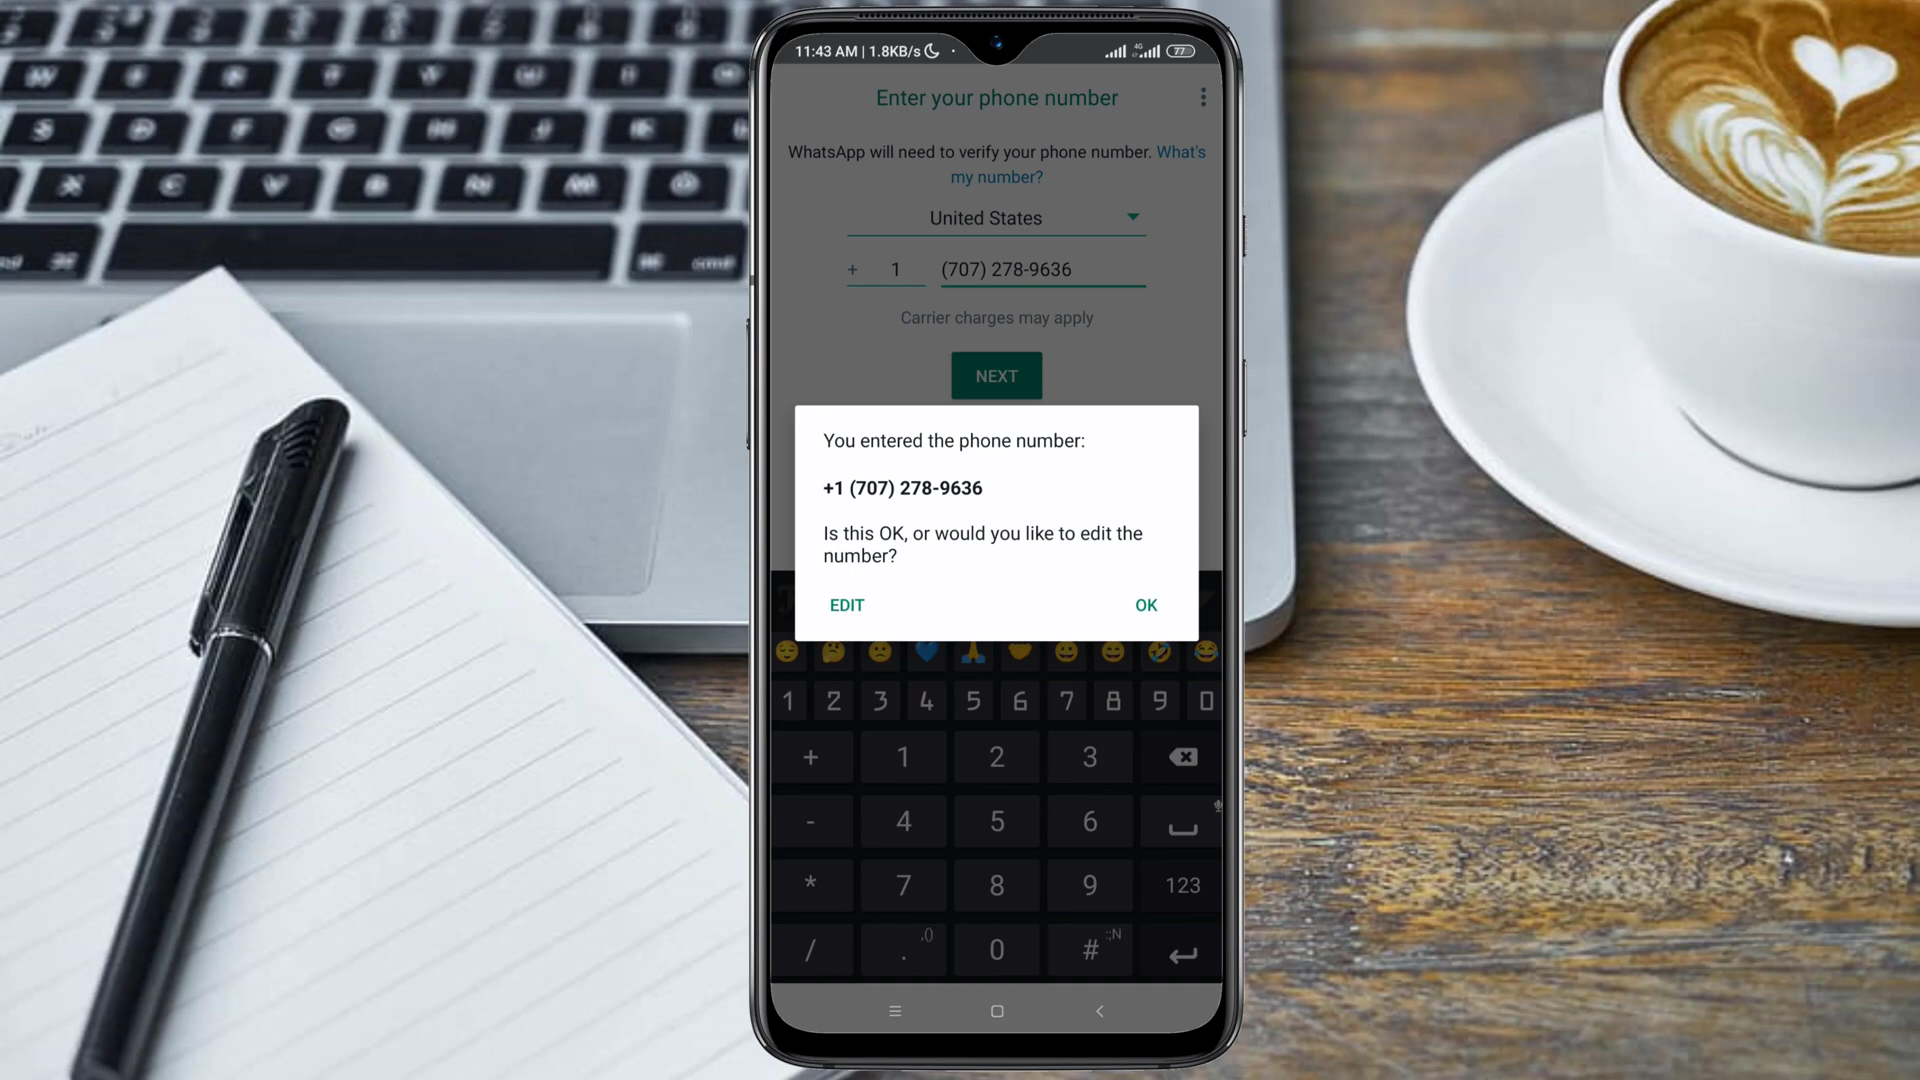 11:43 AM | 1.8KB/s
4G
77
Enter your phone number
WhatsApp will need to verify your phone number. What's
my number?
United States
+ 1 (707) 278-9636
Carrier charges may apply
NEXT
You entered the phone number:
+1 (707) 278-9636
Is this OK, or would you like to edit the
number?
EDIT OK
1 2 3 4 5 6 7 8 9 0
+ 1 2 3
- 4 5 6
* 7 8 9 123
/ . ,() 0 # :;N
cmd